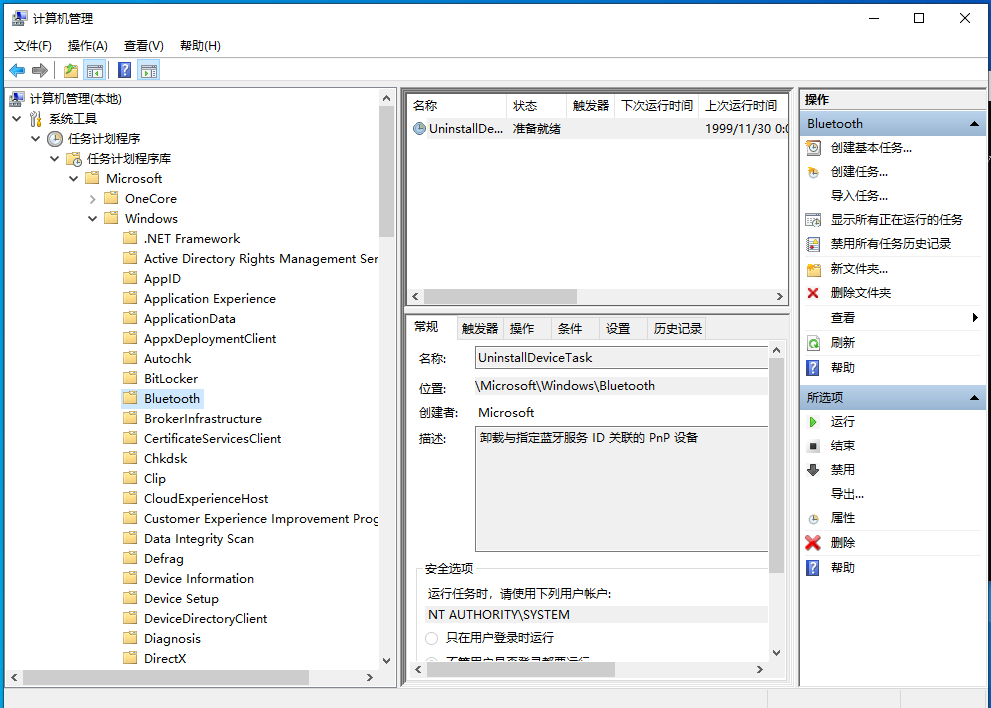 计算机管理
文件(F) 操作(A) 查看(V) 帮助(H)
计算机管理(本地)
系统工具
任务计划程序
任务计划程序库
Microsoft
OneCore
Windows
.NET Framework
Active Directory Rights Management Ser
AppID
Application Experience
ApplicationData
AppxDeploymentClient
Autochk
BitLocker
Bluetooth
BrokerInfrastructure
CertificateServicesClient
Chkdsk
Clip
CloudExperienceHost
Customer Experience Improvement Prog
Data Integrity Scan
Defrag
Device Information
Device Setup
DeviceDirectoryClient
Diagnosis
DirectX
名称 状态 触发器 下次运行时间 上次运行时间
UninstallDe... 准备就绪 1999/11/30 0:0
常规 触发器 操作 条件 设置 历史记录
名称: UninstallDeviceTask
位置: \Microsoft\Windows\Bluetooth
创建者: Microsoft
描述: 卸载与指定蓝牙服务 ID 关联的 PnP 设备
安全选项
运行任务时，请使用下列用户帐户:
NT AUTHORITY\SYSTEM
只在用户登录时运行
不管用户是否登录都要运行
操作
Bluetooth
创建基本任务...
创建任务...
导入任务...
显示所有正在运行的任务
禁用所有任务历史记录
新文件夹...
删除文件夹
查看
刷新
帮助
所选项
运行
结束
禁用
导出...
属性
删除
帮助